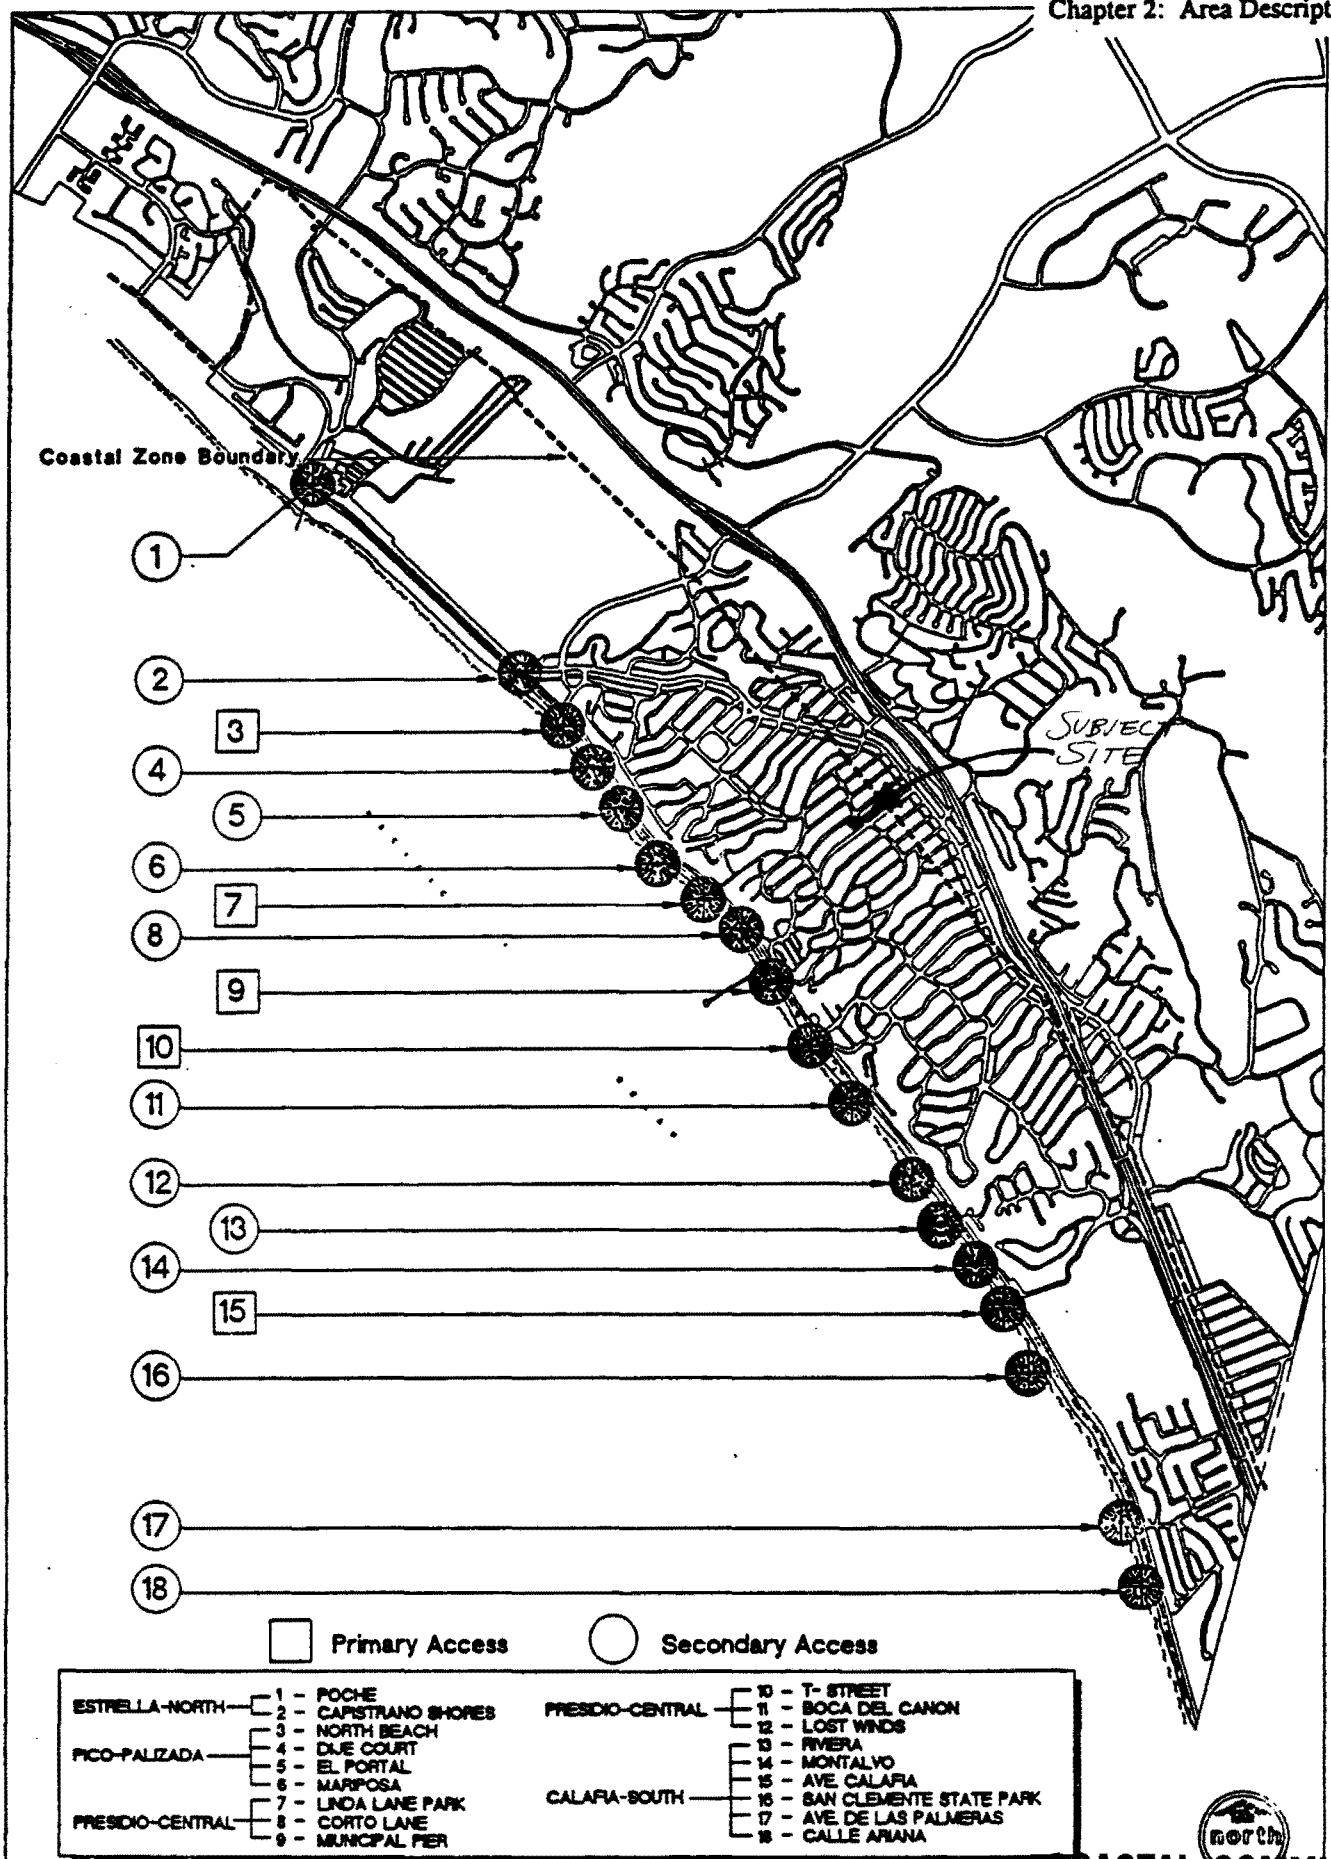 Chapter 2: Area Descript
Coastal Zone Boundary
1
2
3
4
5
6
7
8
9
10
11
12
13
14
15
16
17
18
SUBJECT
SITE
Primary Access
Secondary Access
ESTRELLA-NORTH
1 - POCHE
2 - CAPISTRANO SHORES
PICO-PALIZADA
3 - NORTH BEACH
4 - DIJE COURT
5 - EL PORTAL
6 - MARIPOSA
PRESIDIO-CENTRAL
7 - LINDA LANE PARK
8 - CORTO LANE
9 - MUNICIPAL PIER
PRESIDIO-CENTRAL
10 - T- STREET
11 - BOCA DEL CANON
12 - LOST WINDS
CALAFIA-SOUTH
13 - RIVIERA
14 - MONTALVO
15 - AVE. CALAFIA
16 - SAN CLEMENTE STATE PARK
17 - AVE. DE LAS PALMERAS
18 - CALLE ARIANA
north